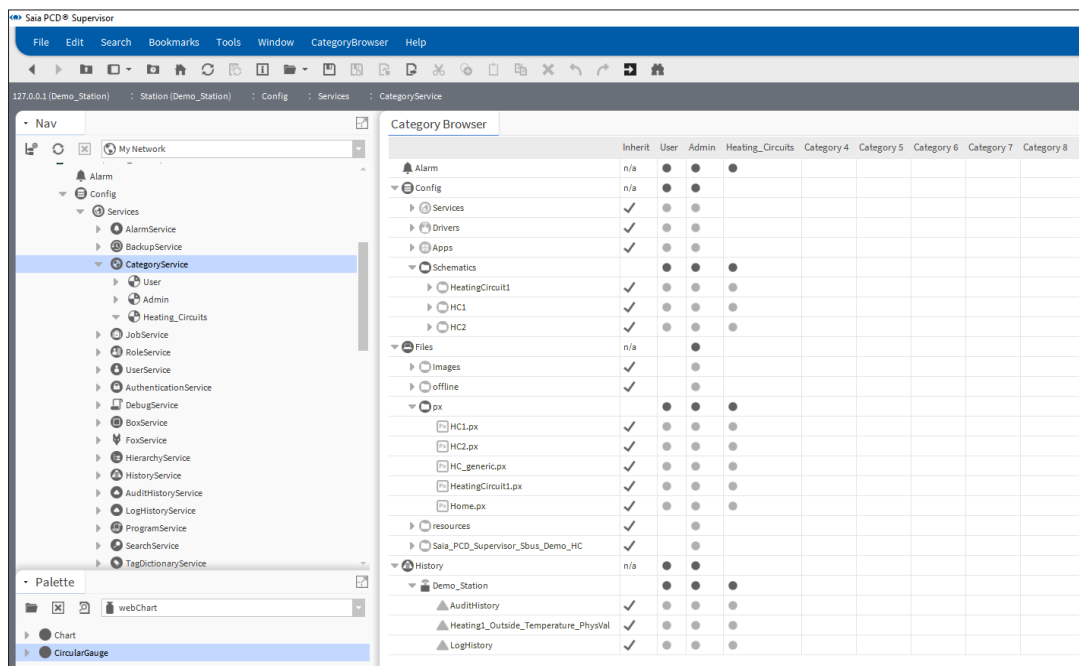 Saia PCD® Supervisor
File Edit Search Bookmarks Tools Window CategoryBrowser Help
127.0.0.1 (Demo_Station) : Station (Demo_Station) : Config : Services : CategoryService
Nav
My Network
Alarm
Config
Services
AlarmService
BackupService
CategoryService
User
Admin
Heating_Circuits
JobService
RoleService
UserService
AuthenticationService
DebugService
BoxService
FoxService
HierarchyService
HistoryService
AuditHistoryService
LogHistoryService
ProgramService
SearchService
TagDictionaryService
Palette
webChart
Chart
CircularGauge
Category Browser
Inherit User Admin Heating_Circuits Category 4 Category 5 Category 6 Category 7 Category 8
Alarm n/a
Config n/a
Services
Drivers
Apps
Schematics
HeatingCircuit1
HC1
HC2
Files n/a
Images
offline
px
HC1.px
HC2.px
HC_generic.px
HeatingCircuit1.px
Home.px
resources
Saia_PCD_Supervisor_Sbus_Demo_HC
History n/a
Demo_Station
AuditHistory
Heating1_Outside_Temperature_PhysVal
LogHistory